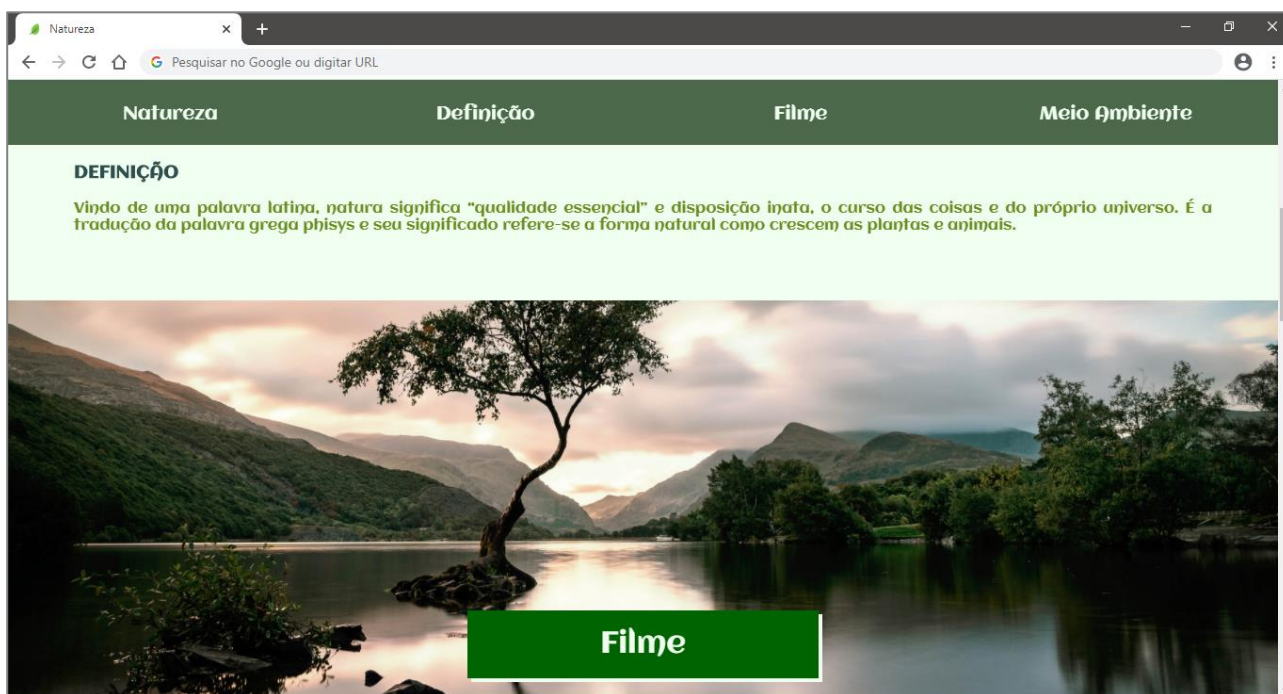 Natureza
Pesquisar no Google ou digitar URL
Natureza Definição Filme Meio Ambiente
DEFINIÇÃO
Vindo de uma palavra latina, natura significa "qualidade essencial" e disposição inata, o curso das coisas e do próprio universo. É a
tradução da palavra grega phisys e seu significado refere-se a forma natural como crescem as plantas e animais.
Filme